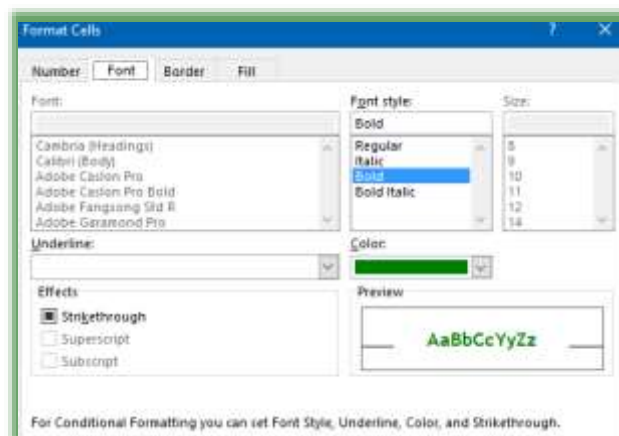 Format Cells ? ×
Number Font Border Fill
Font: Font style: Size:
Bold
Cambria (Headings) Regular 8
Calibri (Body) Italic 9
Adobe Caslon Pro Bold 10
Adobe Caslon Pro Bold Bold Italic 11
Adobe Fangsong Std R 12
Adobe Garamond Pro 14
Underline: Color:
Effects Preview
Strikethrough
AaBbCcYyZz
Superscript
Subscript
For Conditional Formatting you can set Font Style, Underline, Color, and Strikethrough.